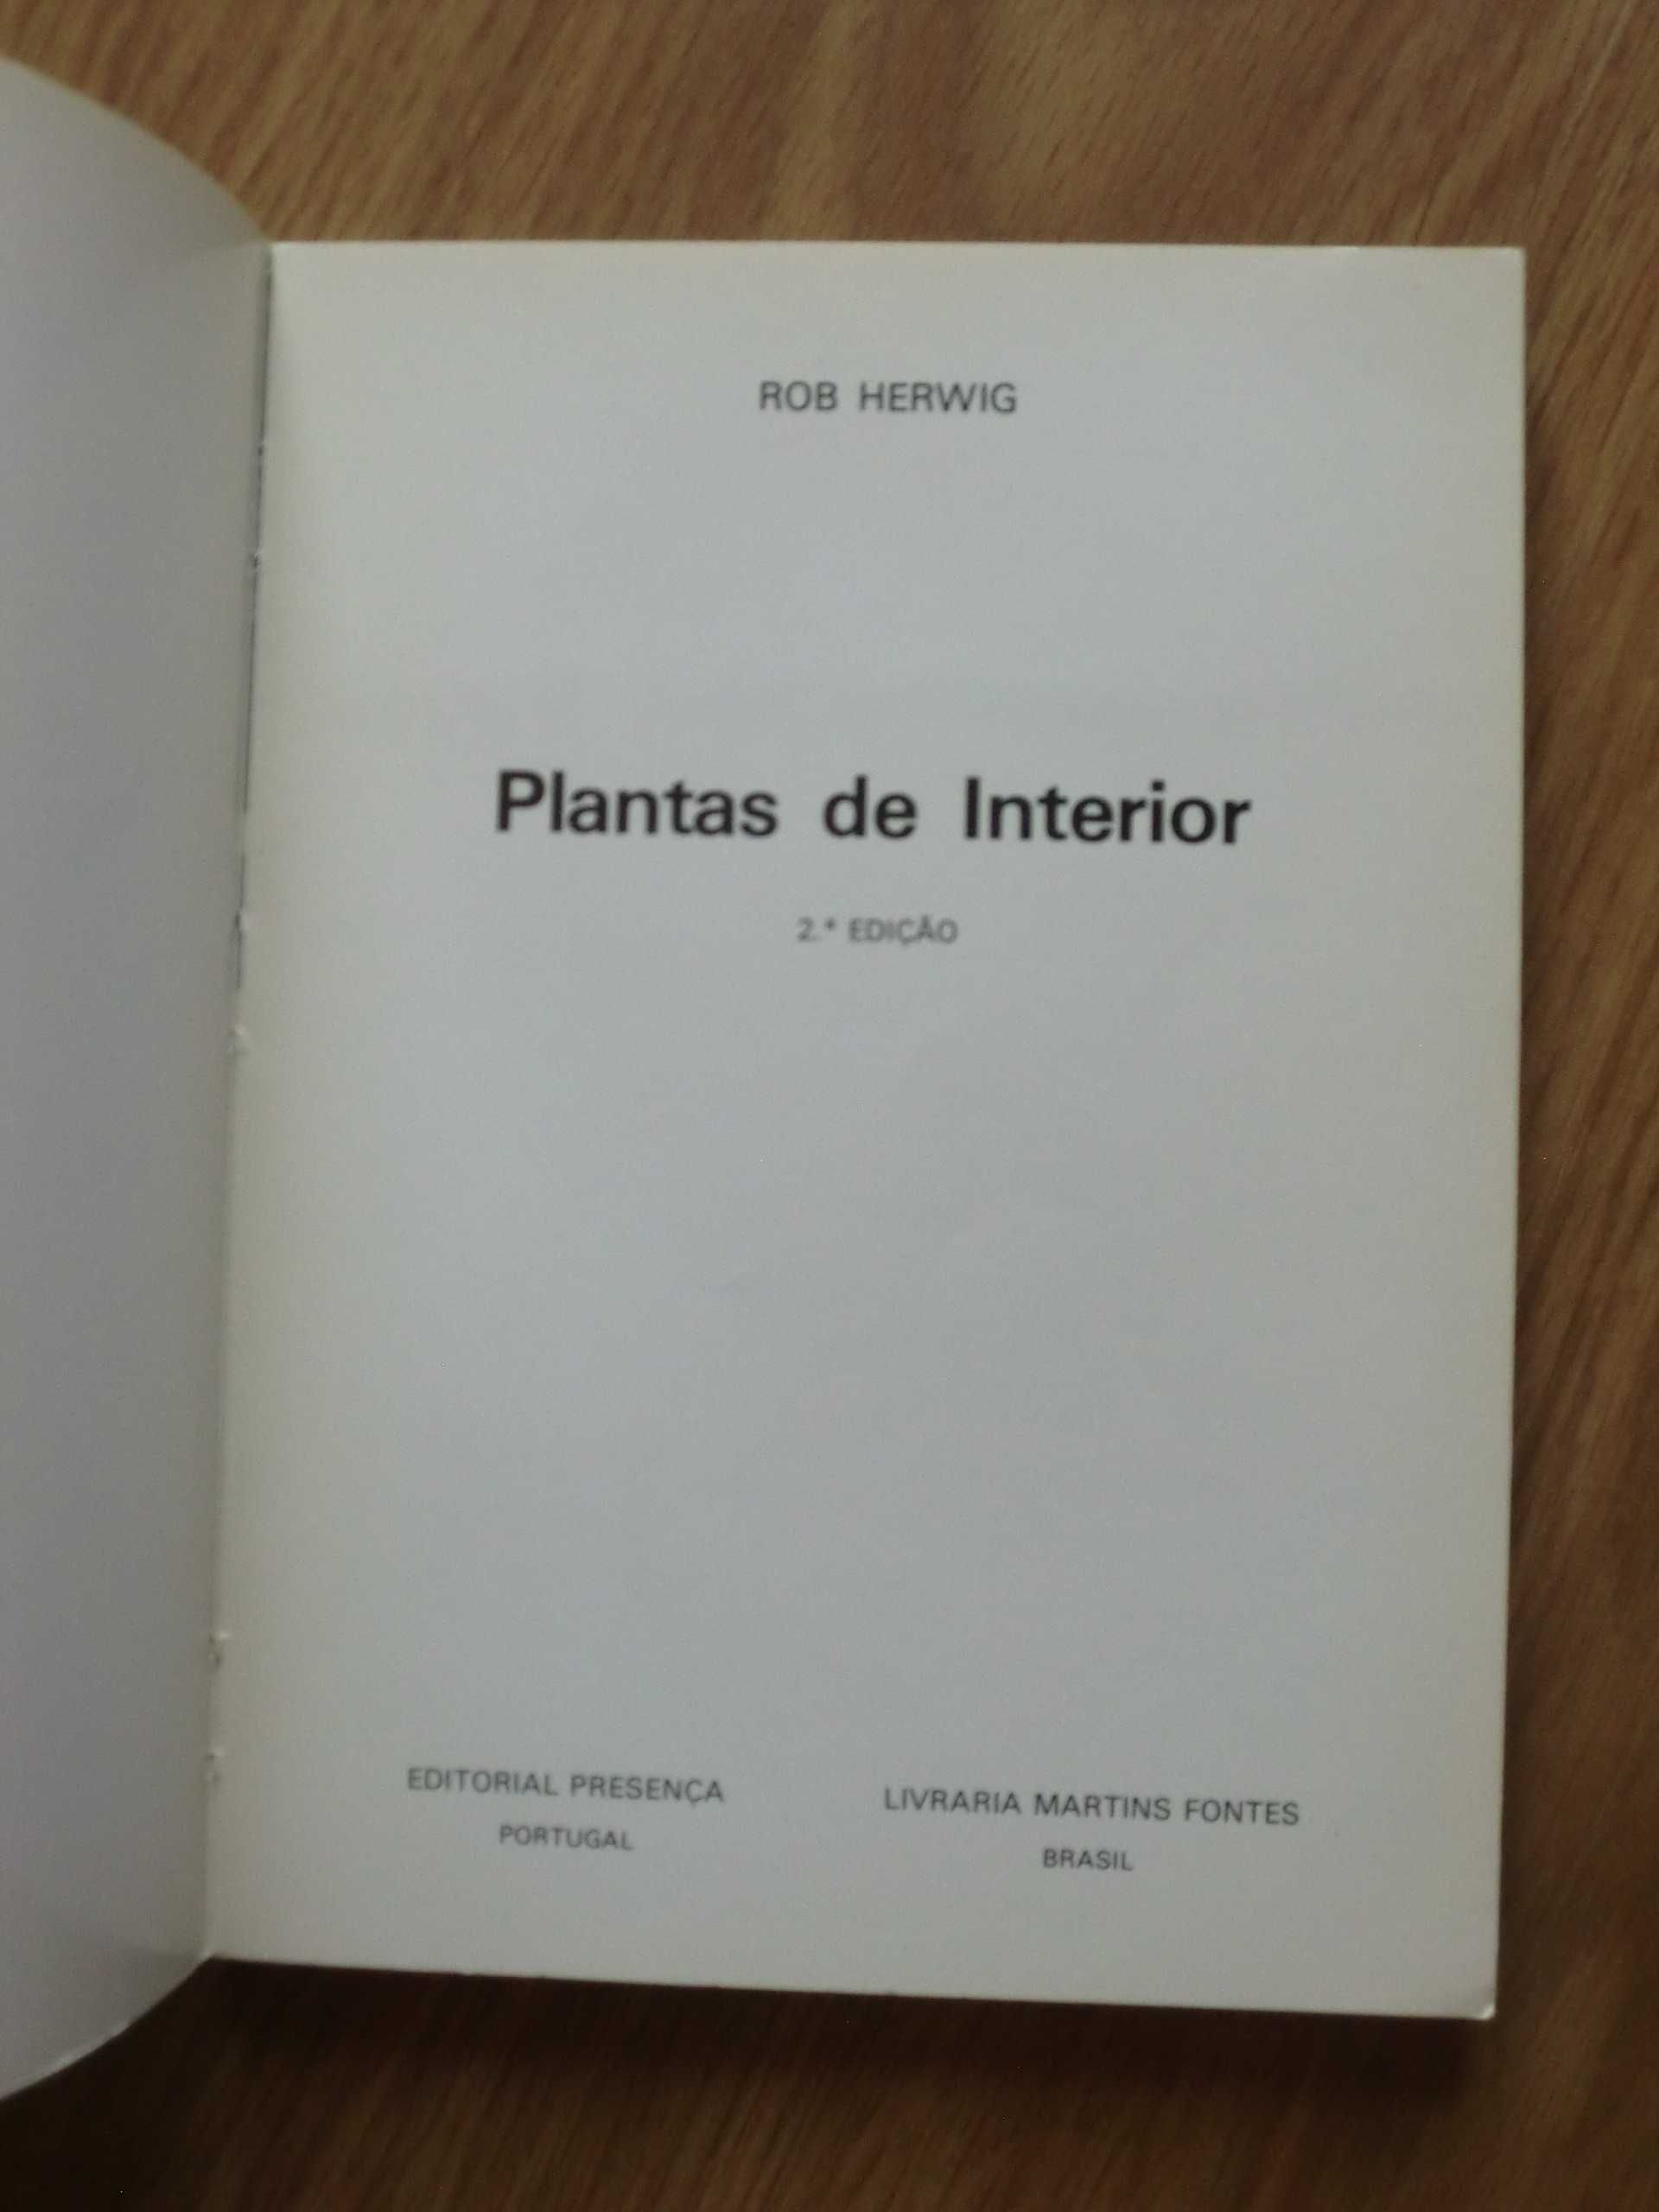 ROB HERWIG
Plantas de Interior
2.ª EDIÇÃO
EDITORIAL PRESENÇA
PORTUGAL
LIVRARIA MARTINS FONTES
BRASIL